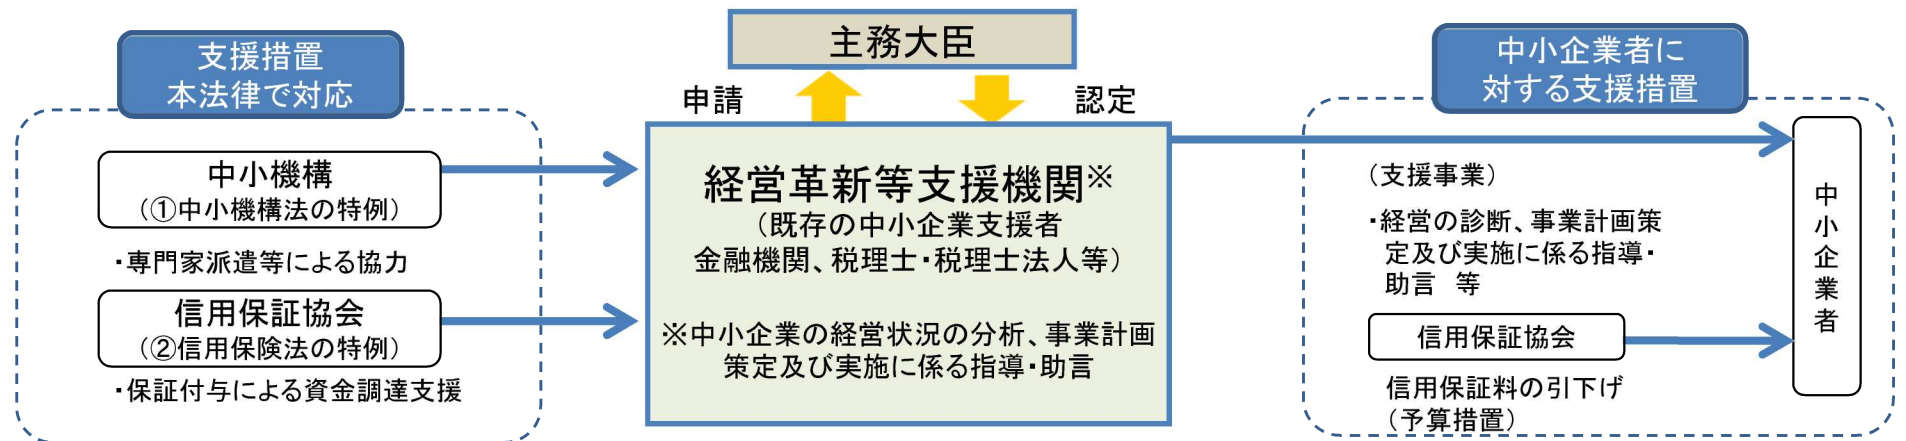 支援措置
本法律で対応
中小機構
（①中小機構法の特例）
・専門家派遣等による協力
信用保証協会
（②信用保険法の特例）
・保証付与による資金調達支援
主務大臣
申請
認定
経営革新等支援機関※
（既存の中小企業支援者
金融機関、税理士・税理士法人等）
※中小企業の経営状況の分析、事業計画
策定及び実施に係る指導・助言
中小企業者に
対する支援措置
（支援事業）
・経営の診断、事業計画策
定及び実施に係る指導・
助言　等
信用保証協会
信用保証料の引下げ
（予算措置）
中小企業者